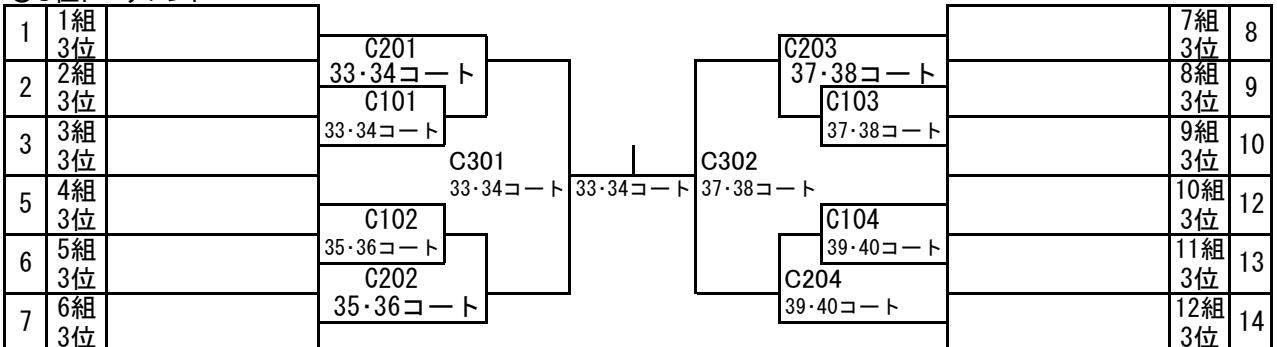 1 1組 3位
2 2組 3位
3 3組 3位
5 4組 3位
6 5組 3位
7 6組 3位
C201
33·34コート
C101
33·34コート
C301
33·34コート
C102
35·36コート
C202
35·36コート
33·34コート
C203
37·38コート
C103
37·38コート
C302
37·38コート
C104
39·40コート
C204
39·40コート
7組 3位 8
8組 3位 9
9組 3位 10
10組 3位 12
11組 3位 13
12組 3位 14